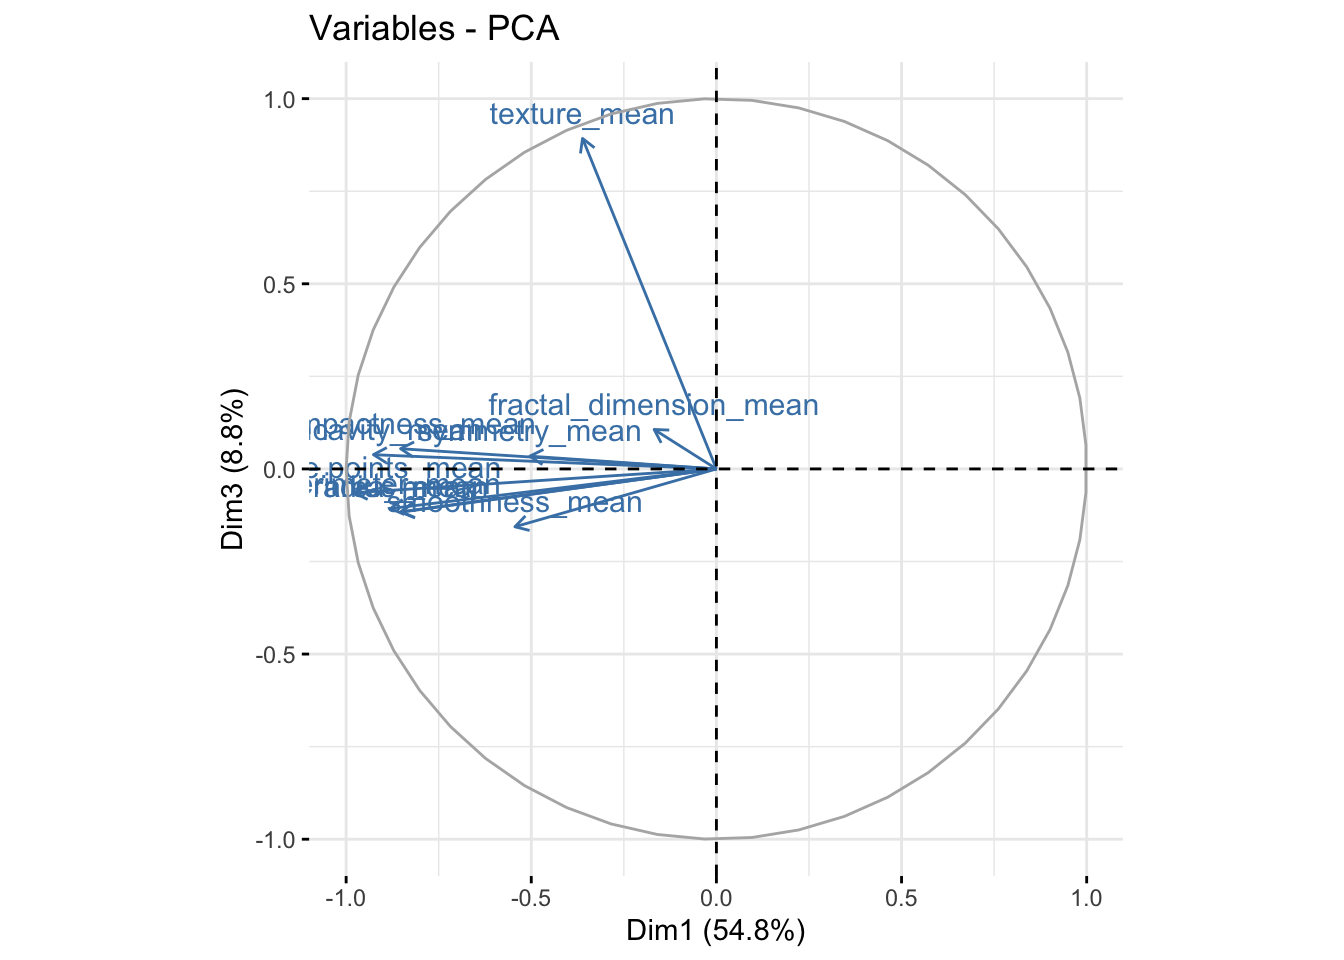 Variables - PCA
1.0
texture_mean
0.5
fractal_dimension_mean
symmetry_mean
0.0
smoothness_mean
-0.5
-1.0
-1.0
-0.5
0.0
0.5
1.0
Dim3 (8.8%)
Dim1 (54.8%)